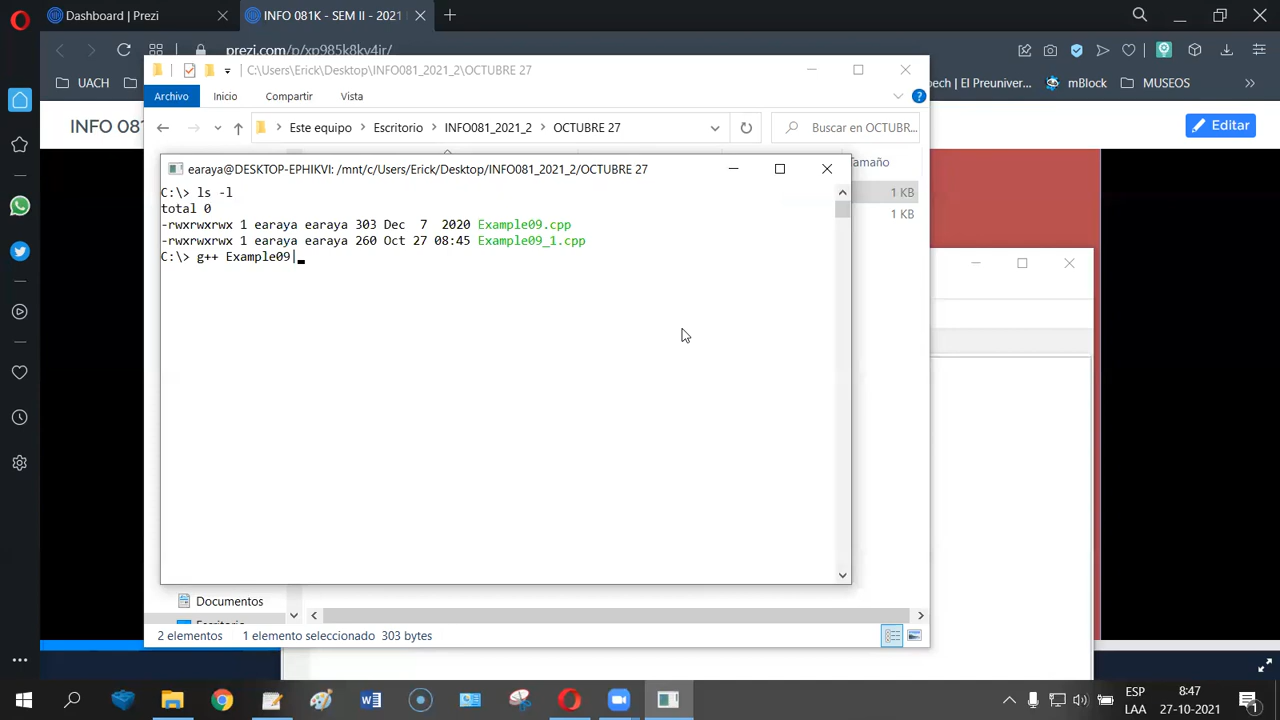 Dashboard | Prezi
INFO 081K - SEM II - 2021
prezi.com/p/xp985k8ky4jr/
UACH
pech | El Preuniver...
mBlock
MUSEOS
INFO 081
Editar
C:\Users\Erick\Desktop\INFO081_2021_2\OCTUBRE 27
Archivo
Inicio
Compartir
Vista
Este equipo
Escritorio
INFO081_2021_2
OCTUBRE 27
Buscar en OCTUBR...
Tamaño
1 KB
1 KB
earaya@DESKTOP-EPHIKVI: /mnt/c/Users/Erick/Desktop/INFO081_2021_2/OCTUBRE 27
C:\> ls -l
total 0
-rwxrwxrwx 1 earaya earaya 303 Dec  7  2020 Example09.cpp
-rwxrwxrwx 1 earaya earaya 260 Oct 27 08:45 Example09_1.cpp
C:\> g++ Example09
Documentos
2 elementos
1 elemento seleccionado 303 bytes
ESP
LAA
8:47
27-10-2021
1